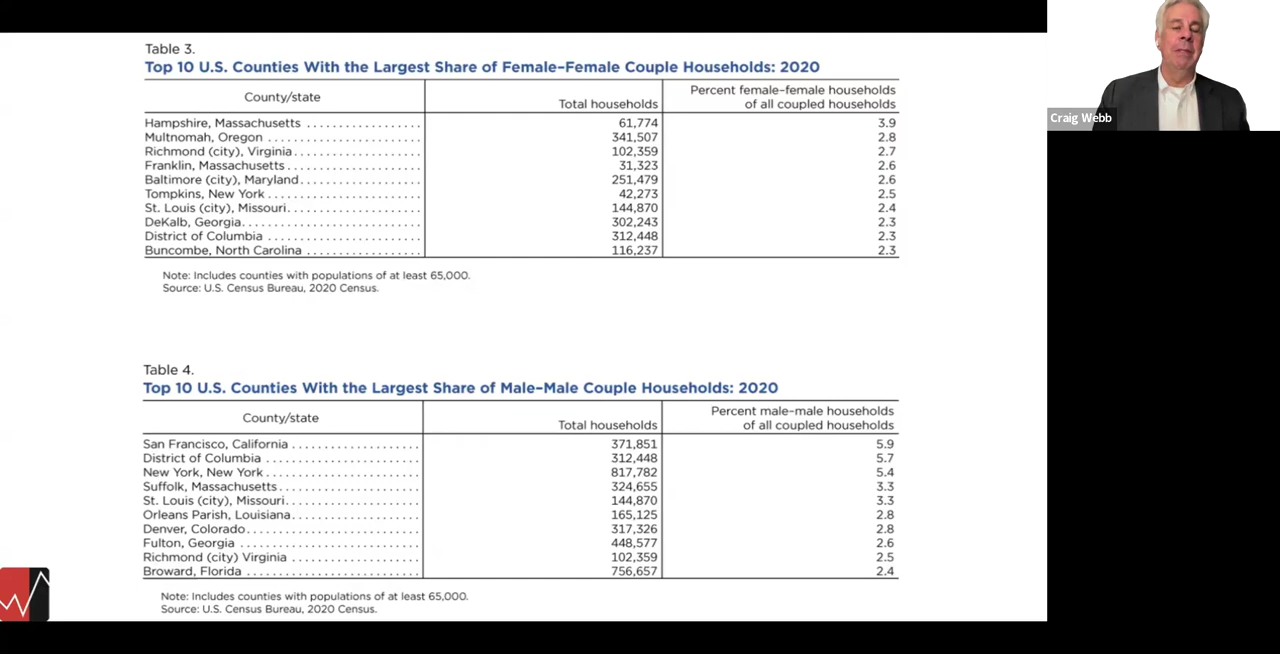 Table 3.
Top 10 U.S. Counties With the Largest Share of Female–Female Couple Households: 2020
County/state
Total households
Percent female–female households
of all coupled households
Hampshire, Massachusetts . . . . . . . . . . . . . . . . . . . 61,774 3.9
Multnomah, Oregon . . . . . . . . . . . . . . . . . . . . . . . . . 341,507 2.8
Richmond (city), Virginia. . . . . . . . . . . . . . . . . . . . . 102,359 2.7
Franklin, Massachusetts. . . . . . . . . . . . . . . . . . . . . . 31,323 2.6
Baltimore (city), Maryland. . . . . . . . . . . . . . . . . . . . 251,479 2.6
Tompkins, New York . . . . . . . . . . . . . . . . . . . . . . . . . 42,273 2.5
St. Louis (city), Missouri. . . . . . . . . . . . . . . . . . . . . . 144,870 2.4
DeKalb, Georgia. . . . . . . . . . . . . . . . . . . . . . . . . . . . . 302,243 2.3
District of Columbia . . . . . . . . . . . . . . . . . . . . . . . . . 312,448 2.3
Buncombe, North Carolina . . . . . . . . . . . . . . . . . . . 116,237 2.3
Note: Includes counties with populations of at least 65,000.
Source: U.S. Census Bureau, 2020 Census.
Table 4.
Top 10 U.S. Counties With the Largest Share of Male–Male Couple Households: 2020
County/state
Total households
Percent male–male households
of all coupled households
San Francisco, California . . . . . . . . . . . . . . . . . . . . . 371,851 5.9
District of Columbia . . . . . . . . . . . . . . . . . . . . . . . . . 312,448 5.7
New York, New York . . . . . . . . . . . . . . . . . . . . . . . . . 817,782 5.4
Suffolk, Massachusetts. . . . . . . . . . . . . . . . . . . . . . . 324,655 3.3
St. Louis (city), Missouri. . . . . . . . . . . . . . . . . . . . . . 144,870 3.3
Orleans Parish, Louisiana. . . . . . . . . . . . . . . . . . . . . 165,125 2.8
Denver, Colorado. . . . . . . . . . . . . . . . . . . . . . . . . . . . 317,326 2.8
Fulton, Georgia . . . . . . . . . . . . . . . . . . . . . . . . . . . . . 448,577 2.6
Richmond (city) Virginia . . . . . . . . . . . . . . . . . . . . . 102,359 2.5
Broward, Florida . . . . . . . . . . . . . . . . . . . . . . . . . . . . 756,657 2.4
Note: Includes counties with populations of at least 65,000.
Source: U.S. Census Bureau, 2020 Census.
Craig Webb